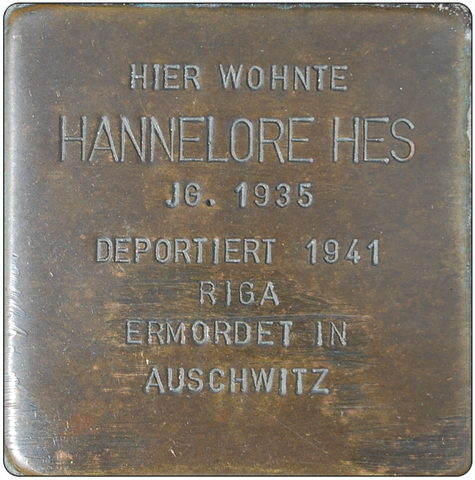 HIER WOHNTE
HANNELORE HES
JG. 1935
DEPORTIERT 1941
RIGA
ERMORDET IN
AUSCHWITZ